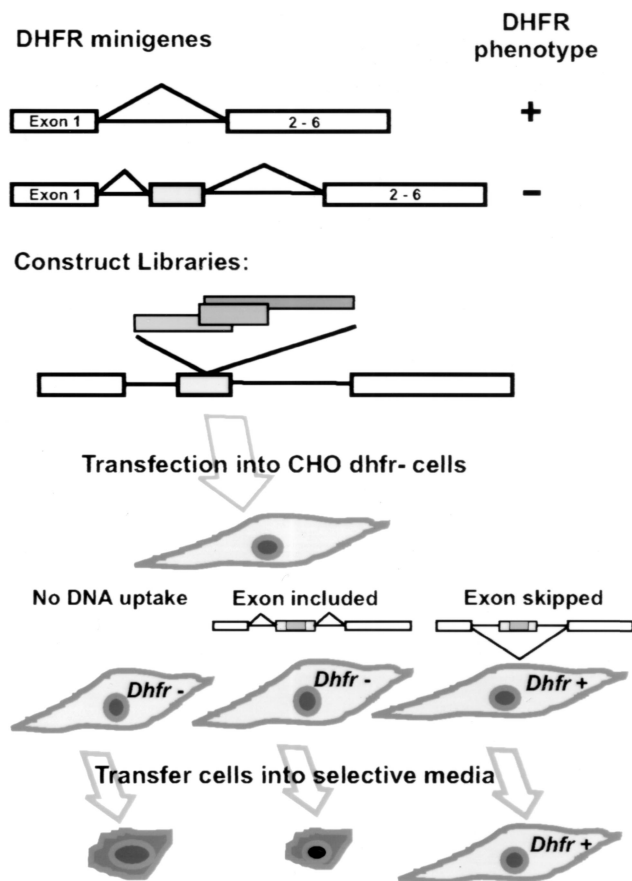 DHFR minigenes
DHFR
phenotype
Exon 1
2 - 6
+
Exon 1
2 - 6
–
Construct Libraries:
Transfection into CHO dhfr- cells
No DNA uptake
Exon included
Exon skipped
Dhfr -
Dhfr -
Dhfr +
Transfer cells into selective media
Dhfr +